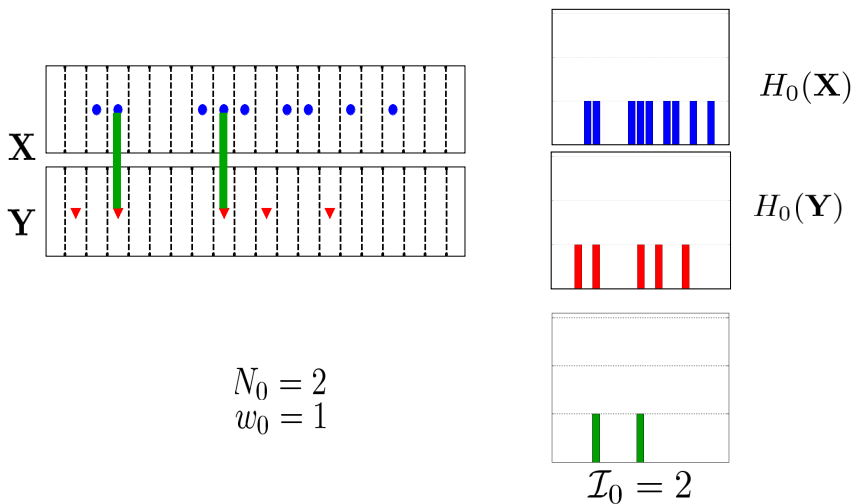 X
Y
N₀ = 2
w₀ = 1
H₀(X)
H₀(Y)
ℐ₀ = 2